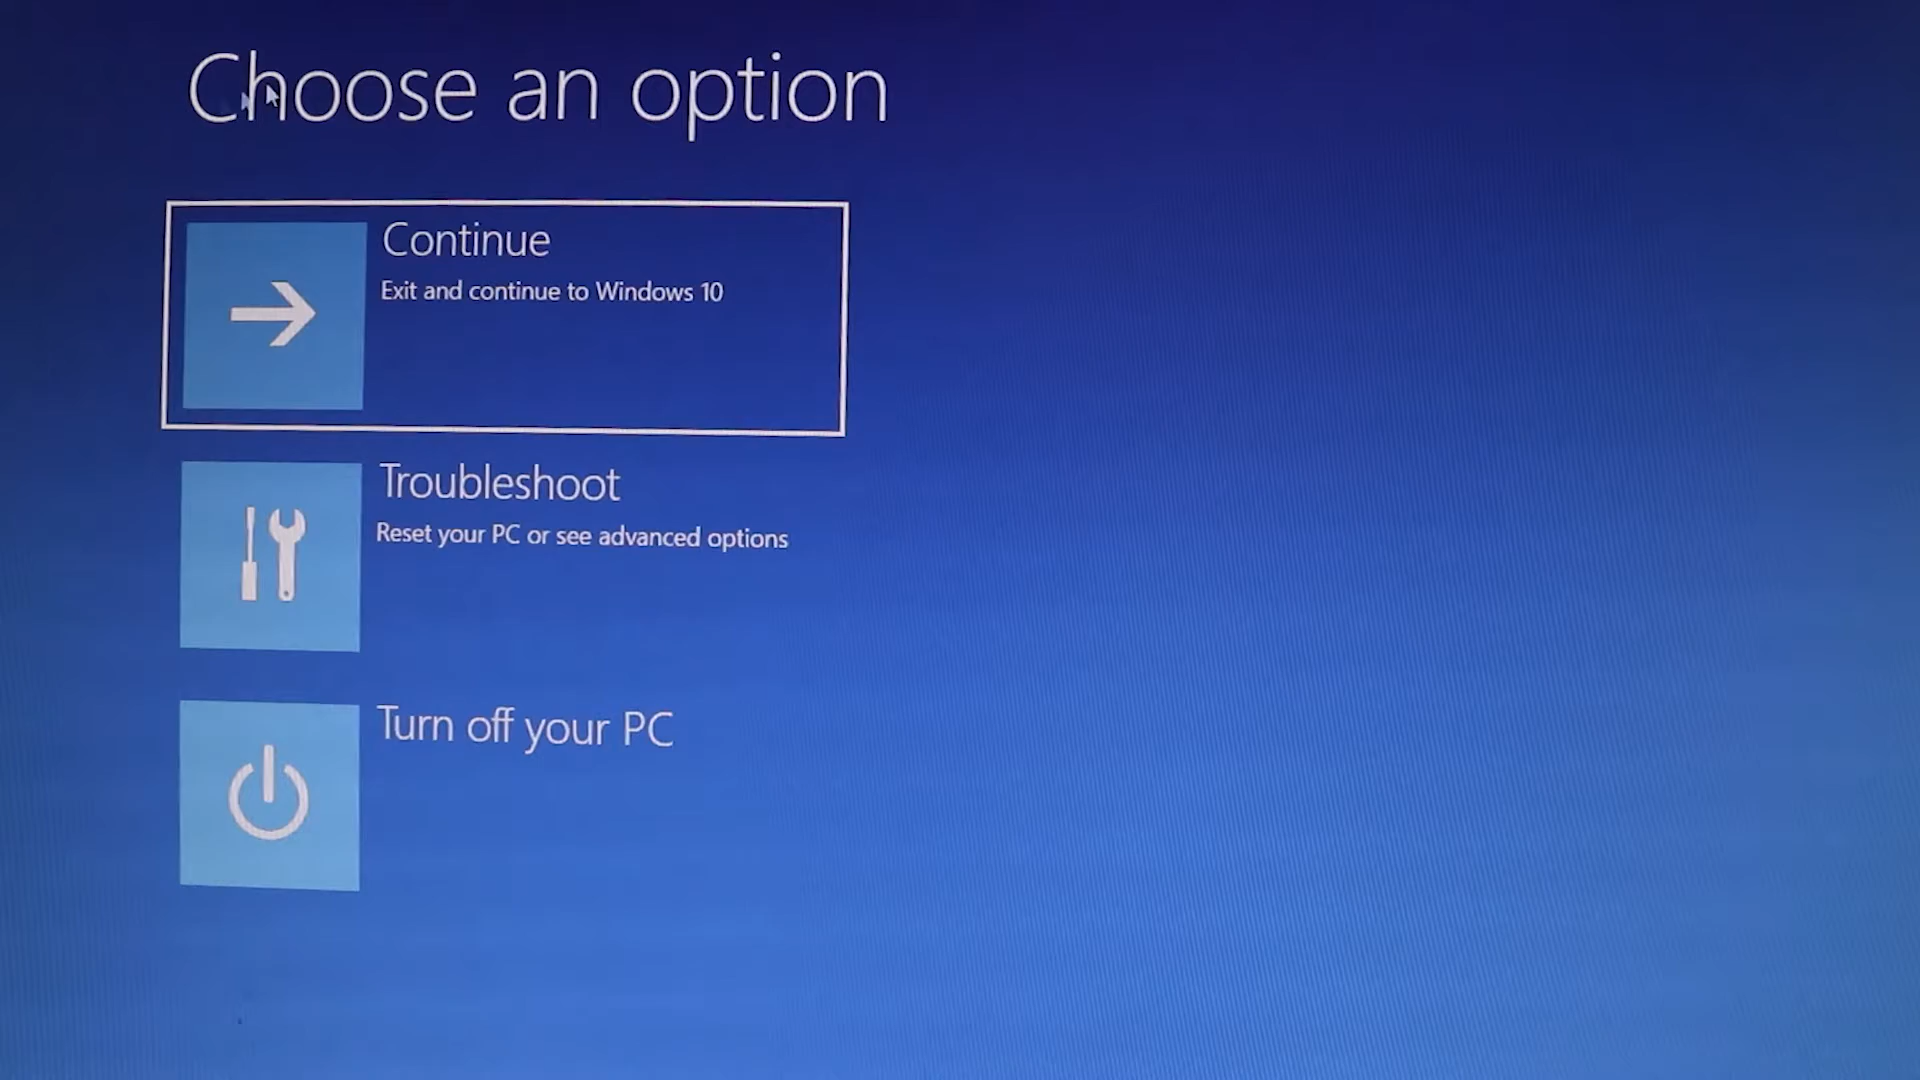 Choose an option
Continue
Exit and continue to Windows 10
Troubleshoot
Reset your PC or see advanced options
Turn off your PC